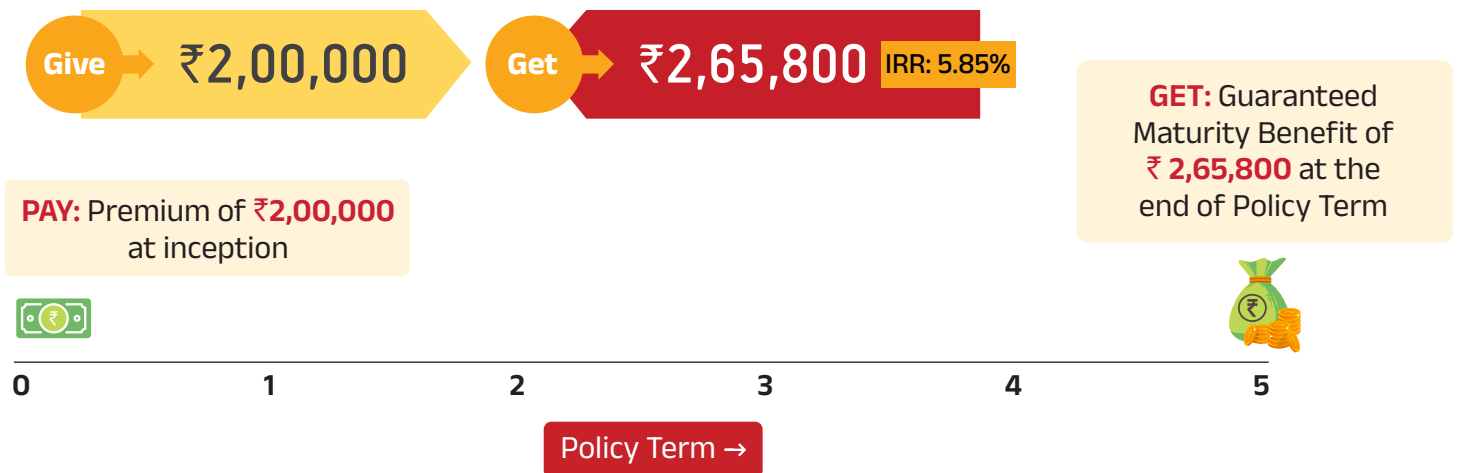 Give
₹2,00,000
Get
₹2,65,800
IRR: 5.85%
GET: Guaranteed
Maturity Benefit of
₹ 2,65,800 at the
end of Policy Term
PAY: Premium of ₹2,00,000
at inception
₹
₹
0 1 2 3 4 5
Policy Term →